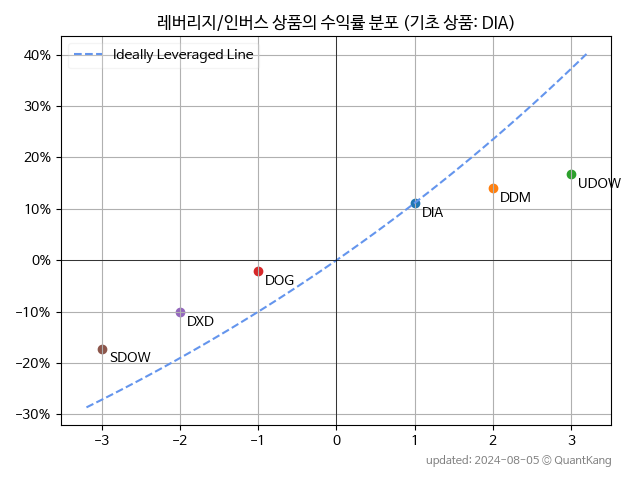 레버리지/인버스 상품의 수익률 분포 (기초 상품: DIA)
Ideally Leveraged Line
40%
30%
20%
10%
0%
−10%
−20%
−30%
UDOW
DDM
DIA
DOG
DXD
SDOW
−3 −2 −1 0 1 2 3
updated: 2024-08-05 © QuantKang